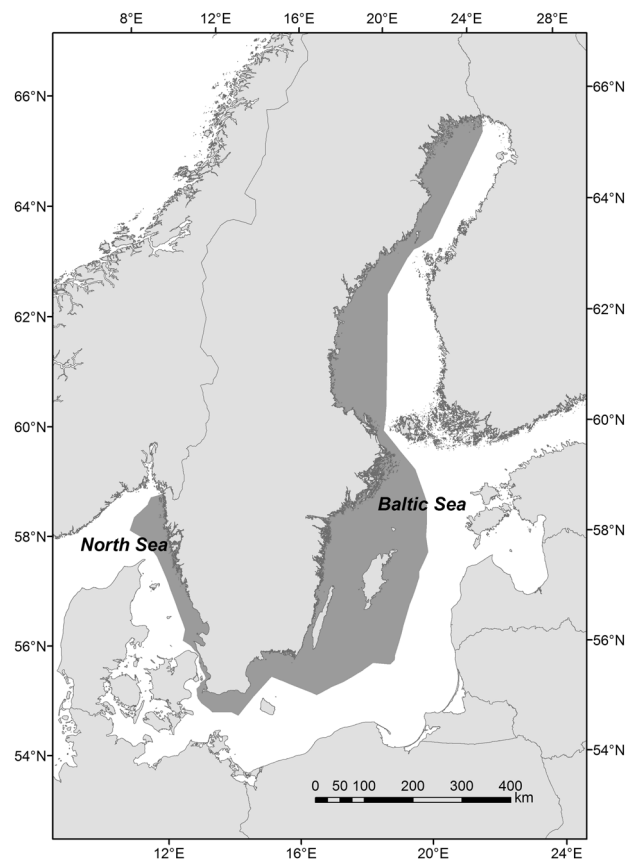 8°E 12°E 16°E 20°E 24°E 28°E
66°N 66°N
64°N 64°N
62°N 62°N
60°N 60°N
Baltic Sea
58°N 58°N
North Sea
56°N 56°N
54°N 54°N
0 50 100 200 300 400
km
12°E 16°E 20°E 24°E